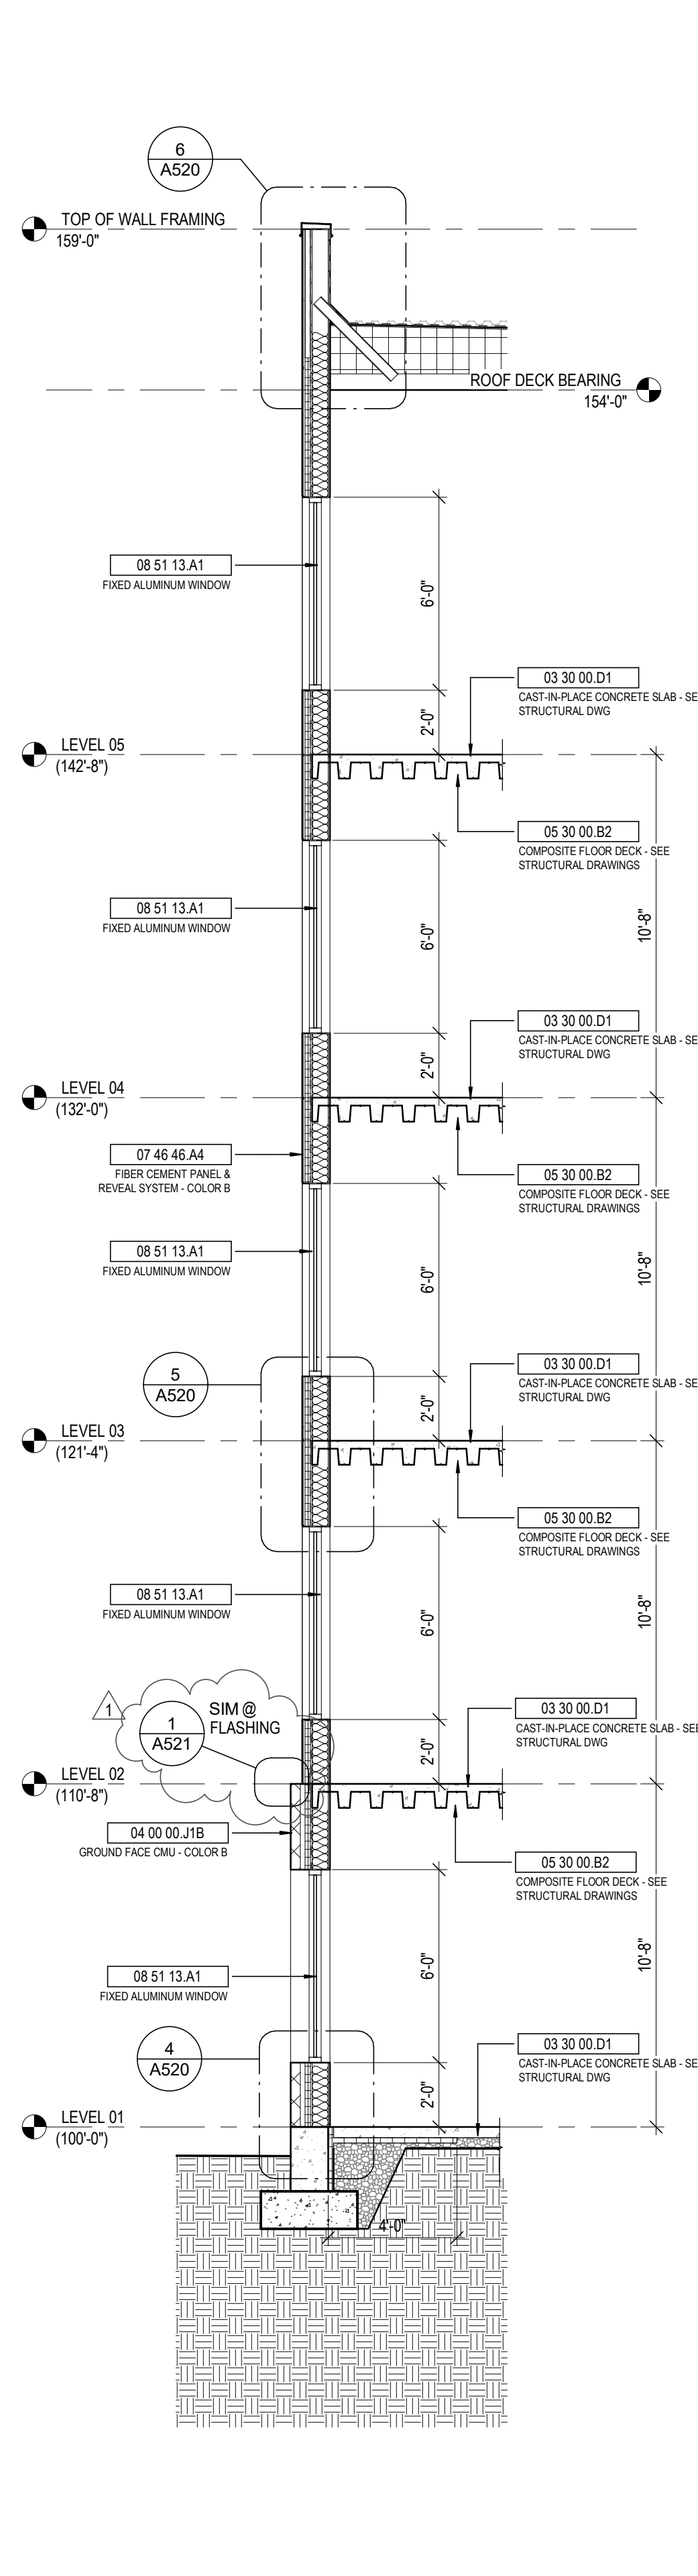 6
A520
TOP OF WALL FRAMING
159'-0"
ROOF DECK BEARING
154'-0"
08 51 13.A1
FIXED ALUMINUM WINDOW
6'-0"
03 30 00.D1
CAST-IN-PLACE CONCRETE SLAB - SE
STRUCTURAL DWG
2'-0"
LEVEL 05
(142'-8")
05 30 00.B2
COMPOSITE FLOOR DECK - SEE
STRUCTURAL DRAWINGS
08 51 13.A1
FIXED ALUMINUM WINDOW
6'-0"
10'-8"
03 30 00.D1
CAST-IN-PLACE CONCRETE SLAB - SE
STRUCTURAL DWG
2'-0"
LEVEL 04
(132'-0")
07 46 46.A4
FIBER CEMENT PANEL &
REVEAL SYSTEM - COLOR B
05 30 00.B2
COMPOSITE FLOOR DECK - SEE
STRUCTURAL DRAWINGS
08 51 13.A1
FIXED ALUMINUM WINDOW
6'-0"
10'-8"
5
A520
03 30 00.D1
CAST-IN-PLACE CONCRETE SLAB - SE
STRUCTURAL DWG
2'-0"
LEVEL 03
(121'-4")
05 30 00.B2
COMPOSITE FLOOR DECK - SEE
STRUCTURAL DRAWINGS
08 51 13.A1
FIXED ALUMINUM WINDOW
6'-0"
10'-8"
1
1
A521
SIM @
FLASHING
03 30 00.D1
CAST-IN-PLACE CONCRETE SLAB - SEE
STRUCTURAL DWG
2'-0"
LEVEL 02
(110'-8")
04 00 00.J1B
GROUND FACE CMU - COLOR B
05 30 00.B2
COMPOSITE FLOOR DECK - SEE
STRUCTURAL DRAWINGS
08 51 13.A1
FIXED ALUMINUM WINDOW
6'-0"
10'-8"
4
A520
03 30 00.D1
CAST-IN-PLACE CONCRETE SLAB - SE
STRUCTURAL DWG
2'-0"
LEVEL 01
(100'-0")
4'-0"